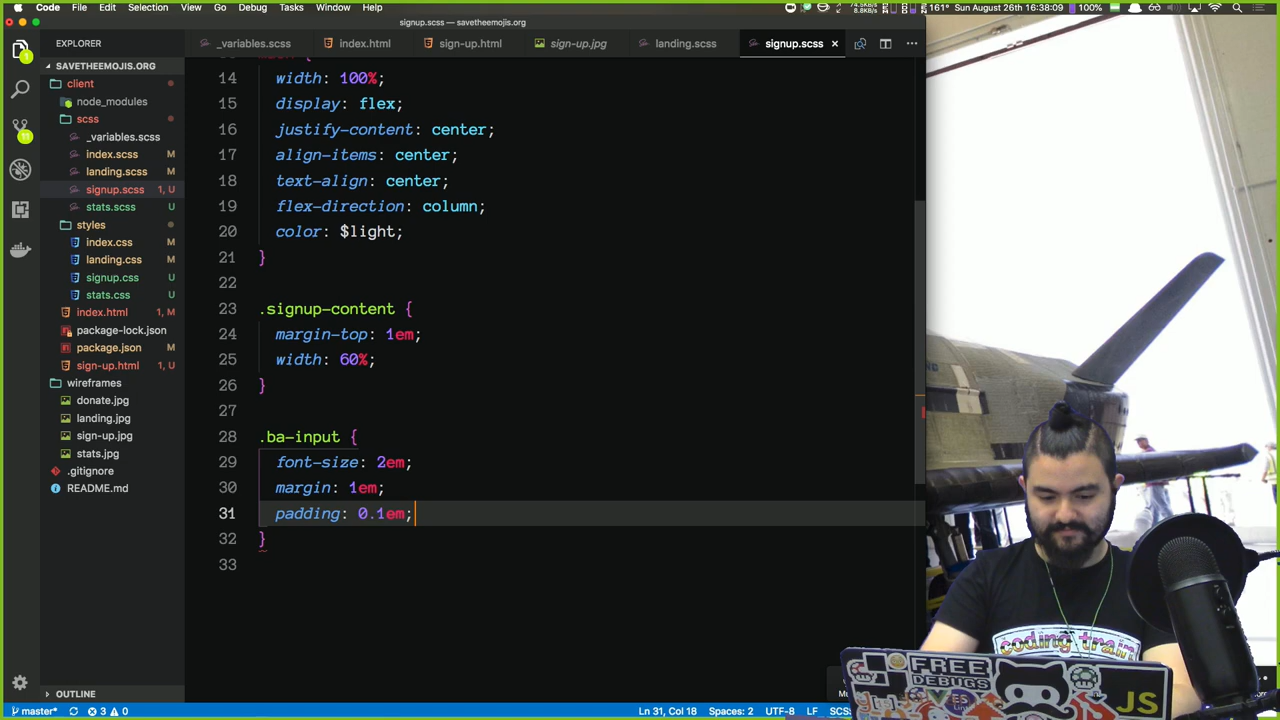 Code File Edit Selection View Go Debug Tasks Window Help
74.5KB/s
8.8KB/s
161° Sun August 26th 16:38:09 100%
signup.scss — savetheemojis.org
EXPLORER
_variables.scss index.html sign-up.html sign-up.jpg landing.scss signup.scss
SAVETHEEMOJIS.ORG
client
node_modules
scss
_variables.scss
index.scss M
landing.scss M
signup.scss 1, U
stats.scss U
styles
index.css M
landing.css M
signup.css U
stats.css U
index.html 1, M
package-lock.json
package.json M
sign-up.html 1, U
wireframes
donate.jpg
landing.jpg
sign-up.jpg
stats.jpg
.gitignore
README.md
OUTLINE
14 width: 100%;
15 display: flex;
16 justify-content: center;
17 align-items: center;
18 text-align: center;
19 flex-direction: column;
20 color: $light;
21 }
22
23 .signup-content {
24 margin-top: 1em;
25 width: 60%;
26 }
27
28 .ba-input {
29 font-size: 2em;
30 margin: 1em;
31 padding: 0.1em;
32 }
33
master* 3 0
Ln 31, Col 18 Spaces: 2 UTF-8 LF
coding train
FREE
DEBUGS
JS